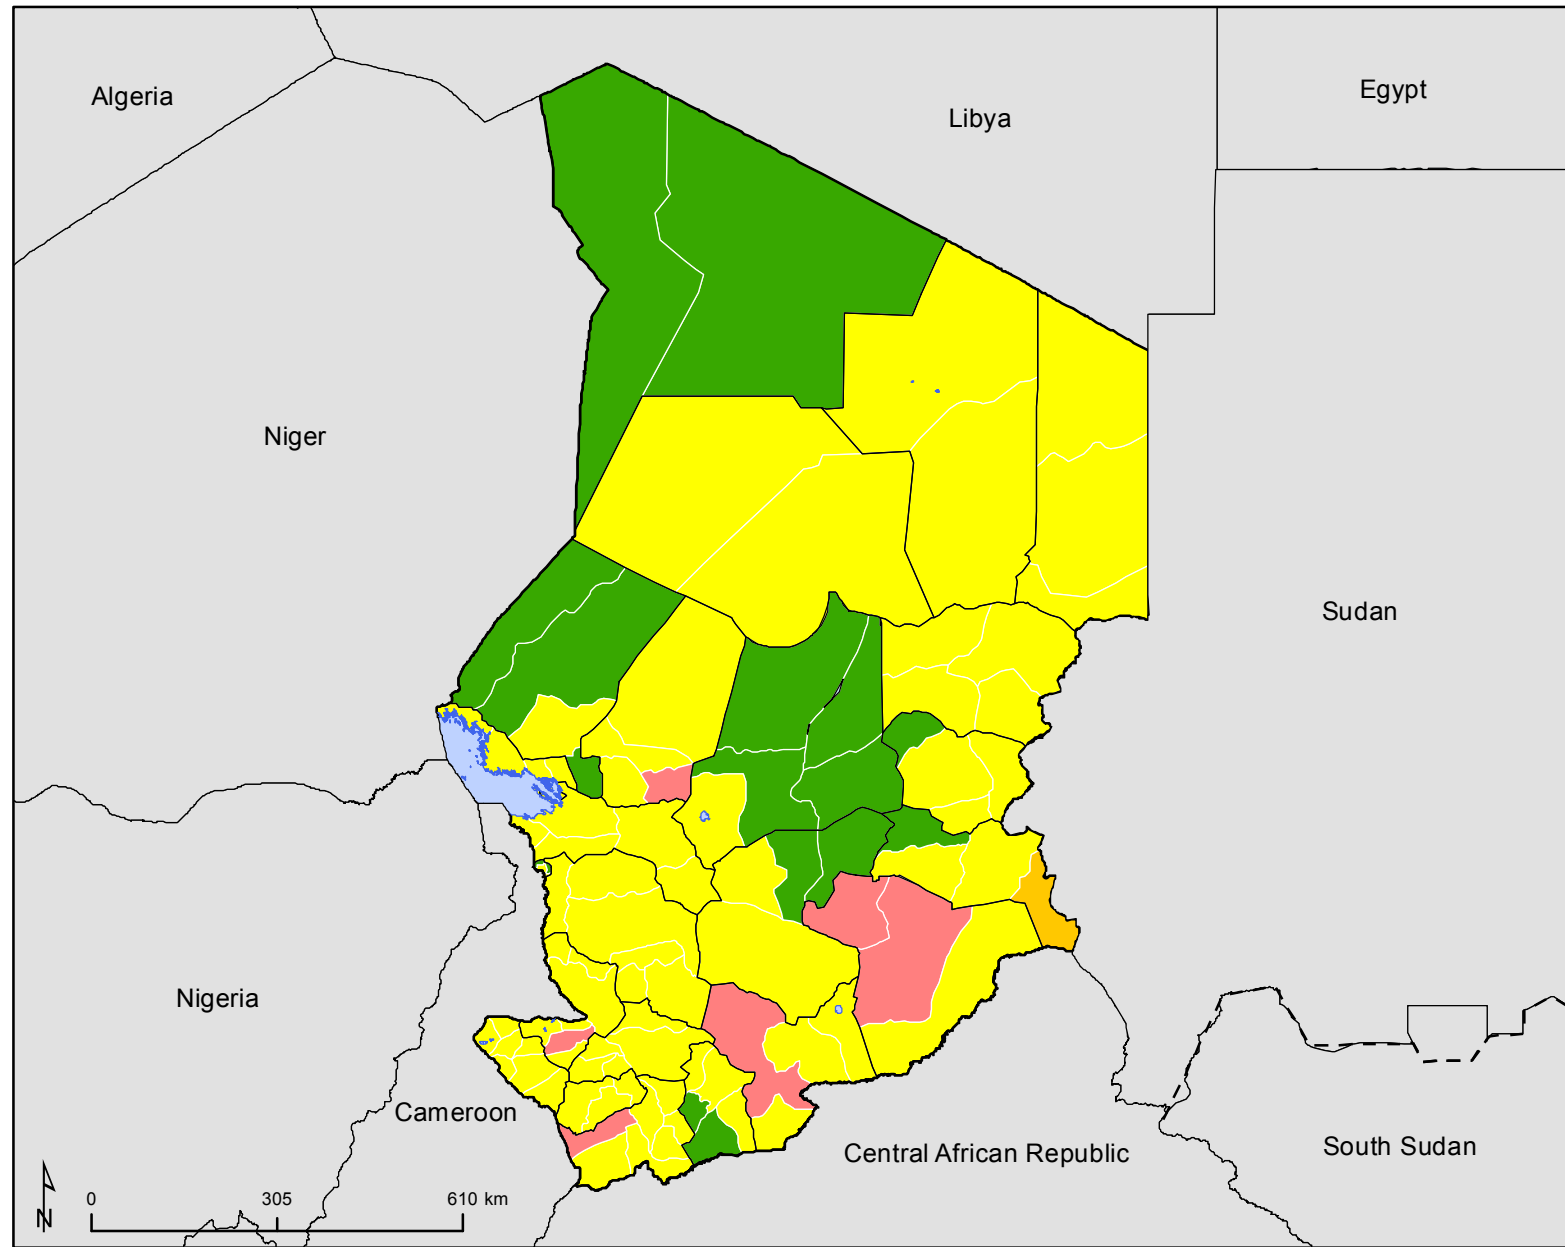 Algeria
Libya
Egypt
Niger
Sudan
Nigeria
Cameroon
Central African Republic
South Sudan
N
0 305 610 km